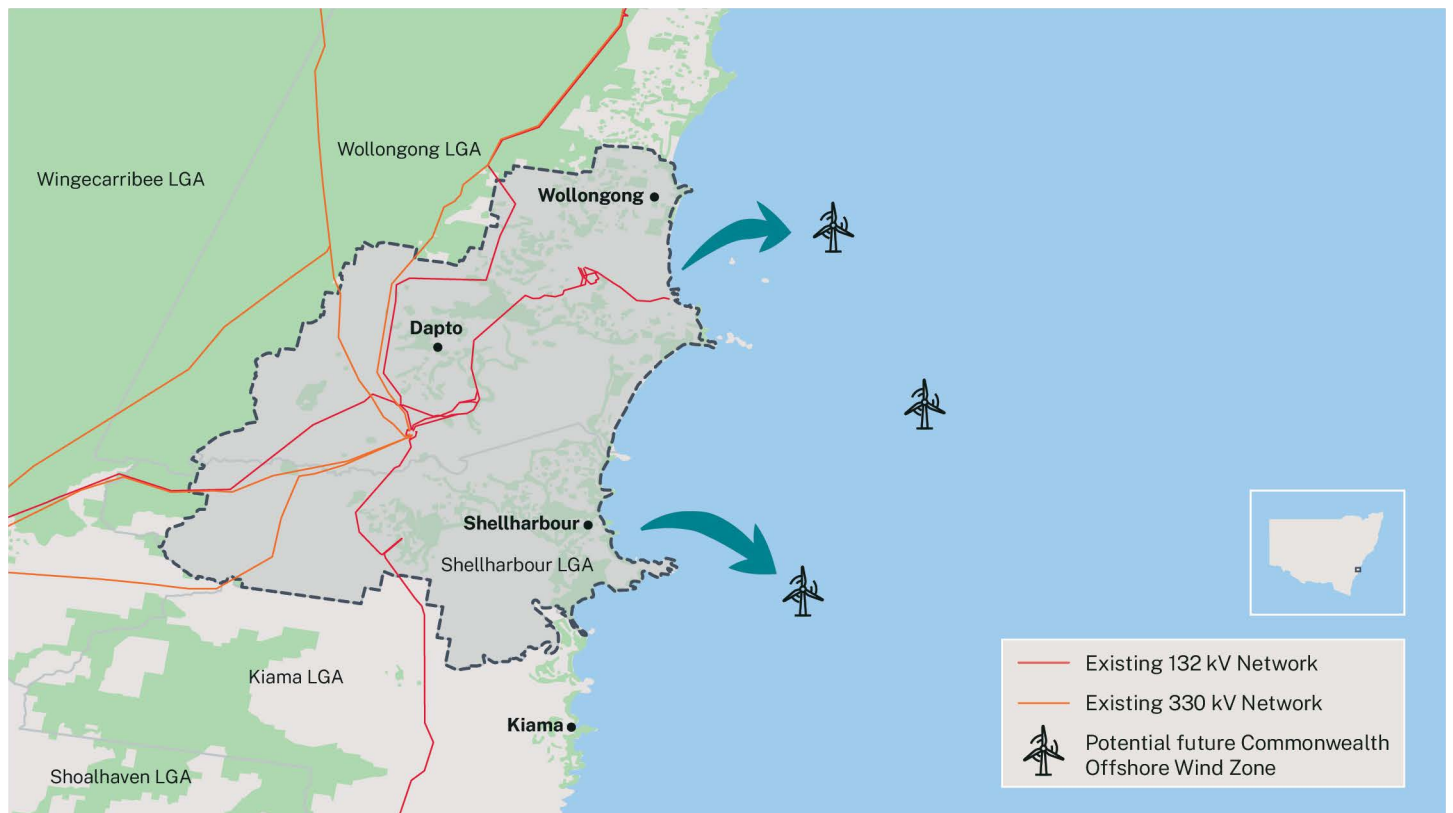 Wollongong LGA
Wingecarribee LGA
Wollongong
Dapto
Shellharbour
Shellharbour LGA
Kiama LGA
Kiama
Shoalhaven LGA
Existing 132 kV Network
Existing 330 kV Network
Potential future Commonwealth
Offshore Wind Zone